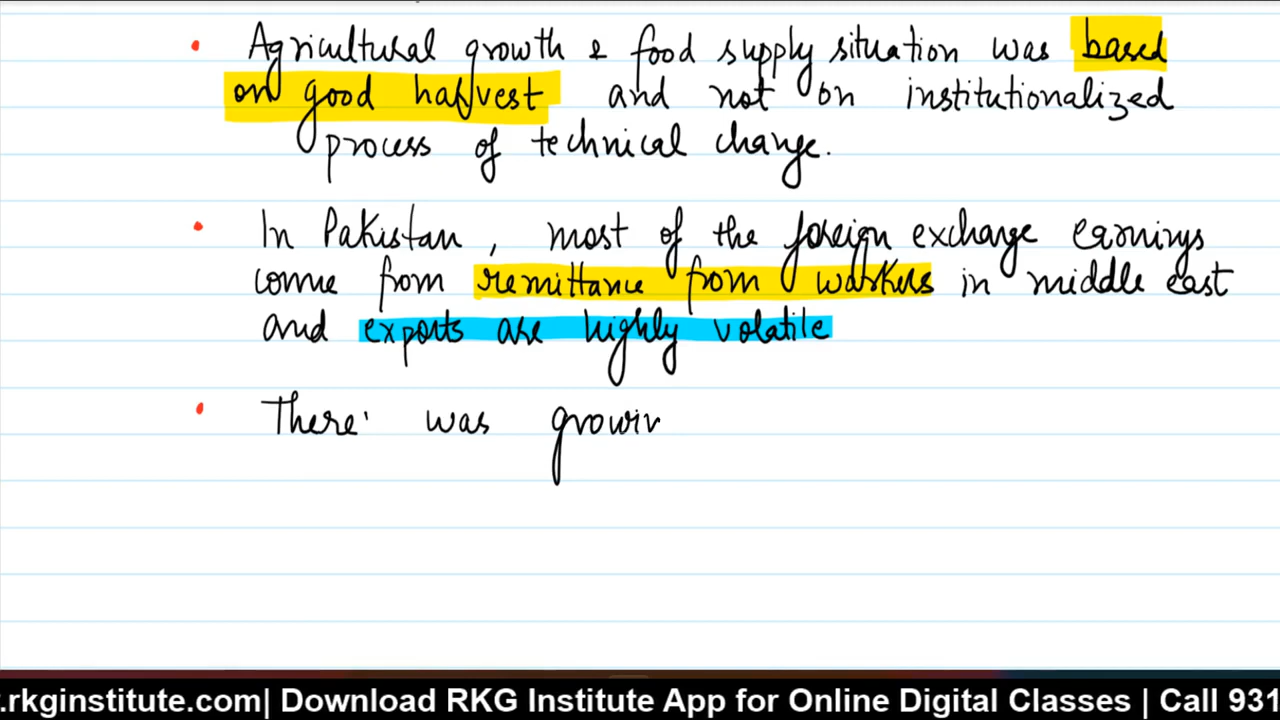 • Agricultural growth & food supply situation was based
on good harvest and not on institutionalized
process of technical change.
• In Pakistan, most of the foreign exchange earnings
come from remittance from workers in middle east
and exports are highly volatile
• There was growin
.rkginstitute.com| Download RKG Institute App for Online Digital Classes | Call 931